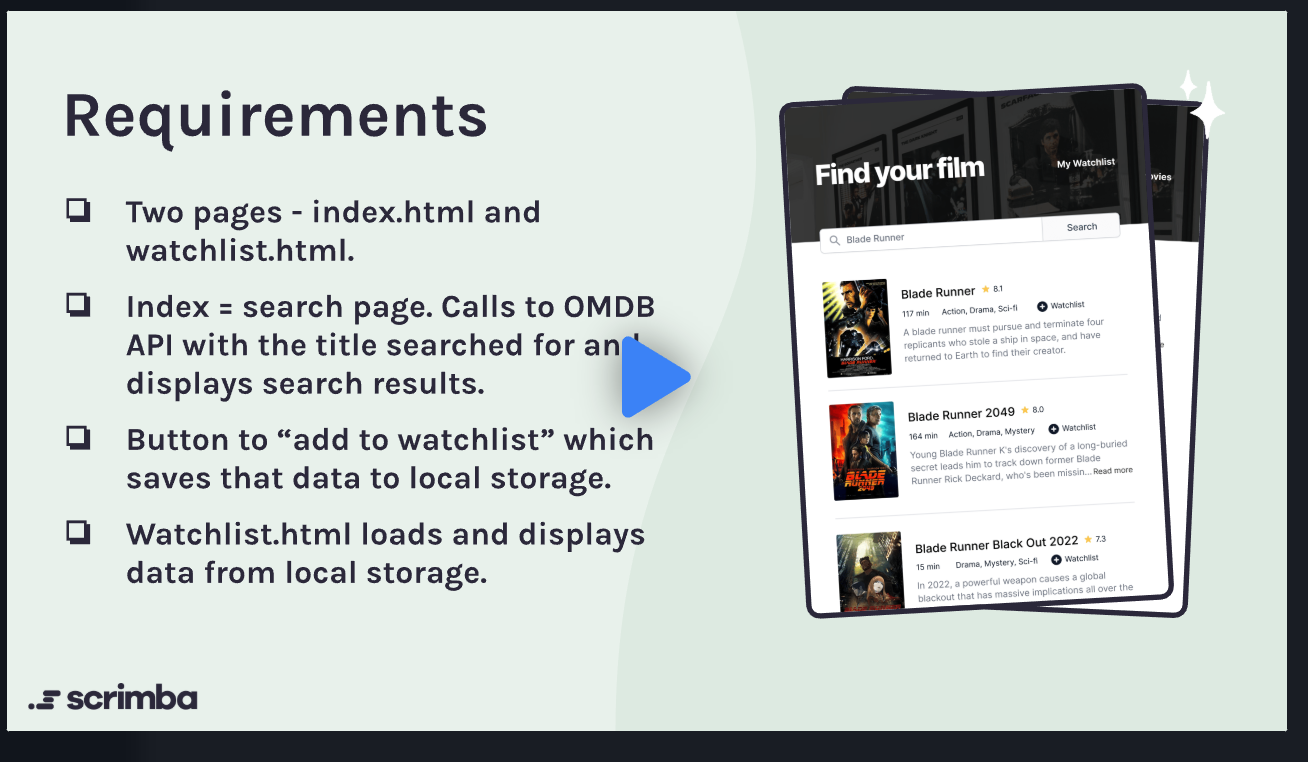 Requirements
Two pages - index.html and
watchlist.html.
Index = search page. Calls to OMDB
API with the title searched for and
displays search results.
Button to “add to watchlist” which
saves that data to local storage.
Watchlist.html loads and displays
data from local storage.
scrimba
Find your film
My Watchlist
Blade Runner
Search
Blade Runner 8.1
117 min Action, Drama, Sci-fi Watchlist
A blade runner must pursue and terminate four
replicants who stole a ship in space, and have
returned to Earth to find their creator.
Blade Runner 2049 8.0
164 min Action, Drama, Mystery Watchlist
Young Blade Runner K's discovery of a long-buried
secret leads him to track down former Blade
Runner Rick Deckard, who's been missin... Read more
BLADE
RUNNER
2049
Blade Runner Black Out 2022 7.3
15 min Drama, Mystery, Sci-fi Watchlist
In 2022, a powerful weapon causes a global
blackout that has massive implications all over the